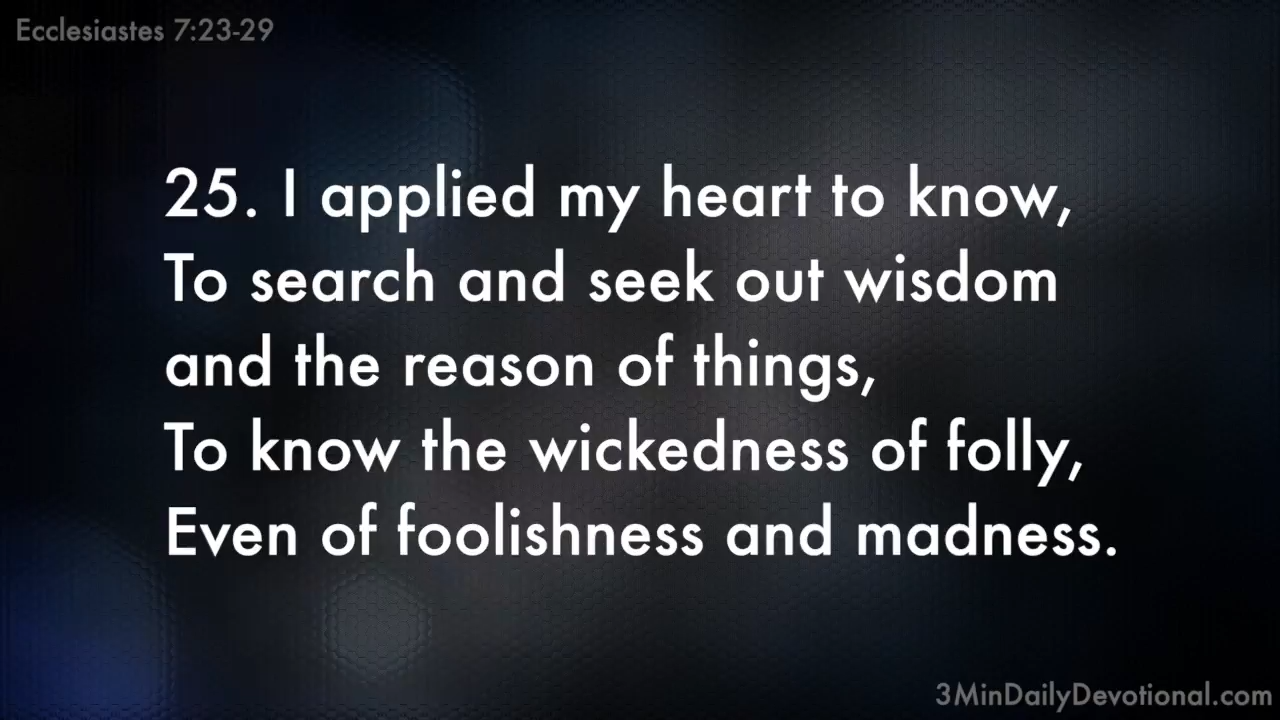 Ecclesiastes 7:23-29
25. I applied my heart to know,
To search and seek out wisdom
and the reason of things,
To know the wickedness of folly,
Even of foolishness and madness.
3MinDailyDevotional.com